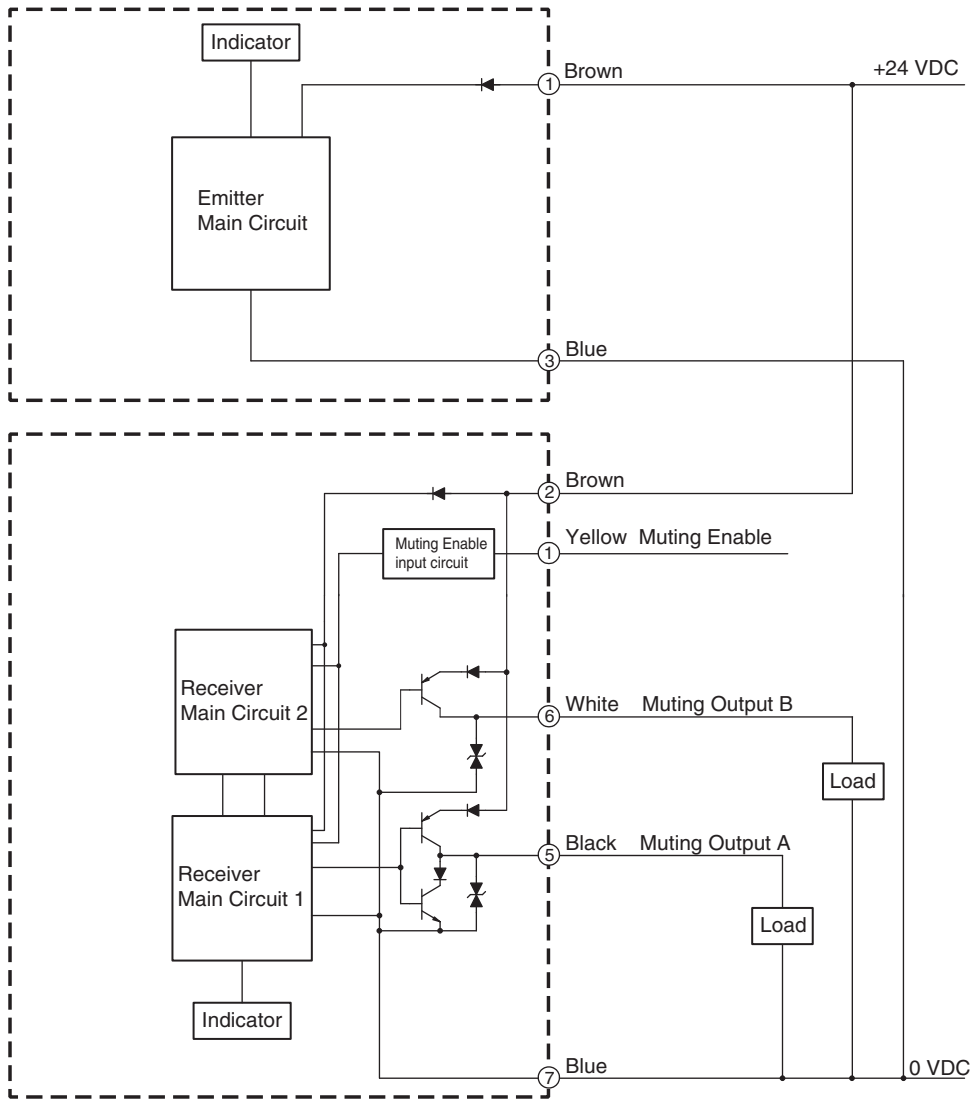 Indicator
1 Brown +24 VDC
Emitter
Main Circuit
3 Blue
2 Brown
Muting Enable
input circuit
1 Yellow Muting Enable
Receiver
Main Circuit 2
6 White Muting Output B
Load
Receiver
Main Circuit 1
5 Black Muting Output A
Load
Indicator
7 Blue 0 VDC